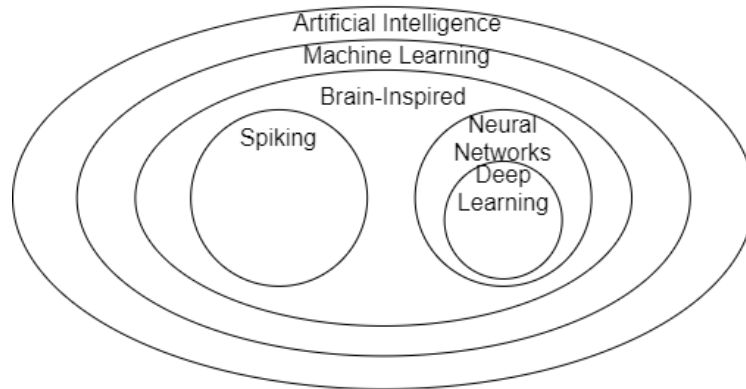 Artificial Intelligence
Machine Learning
Brain-Inspired
Spiking
Neural
Networks
Deep
Learning